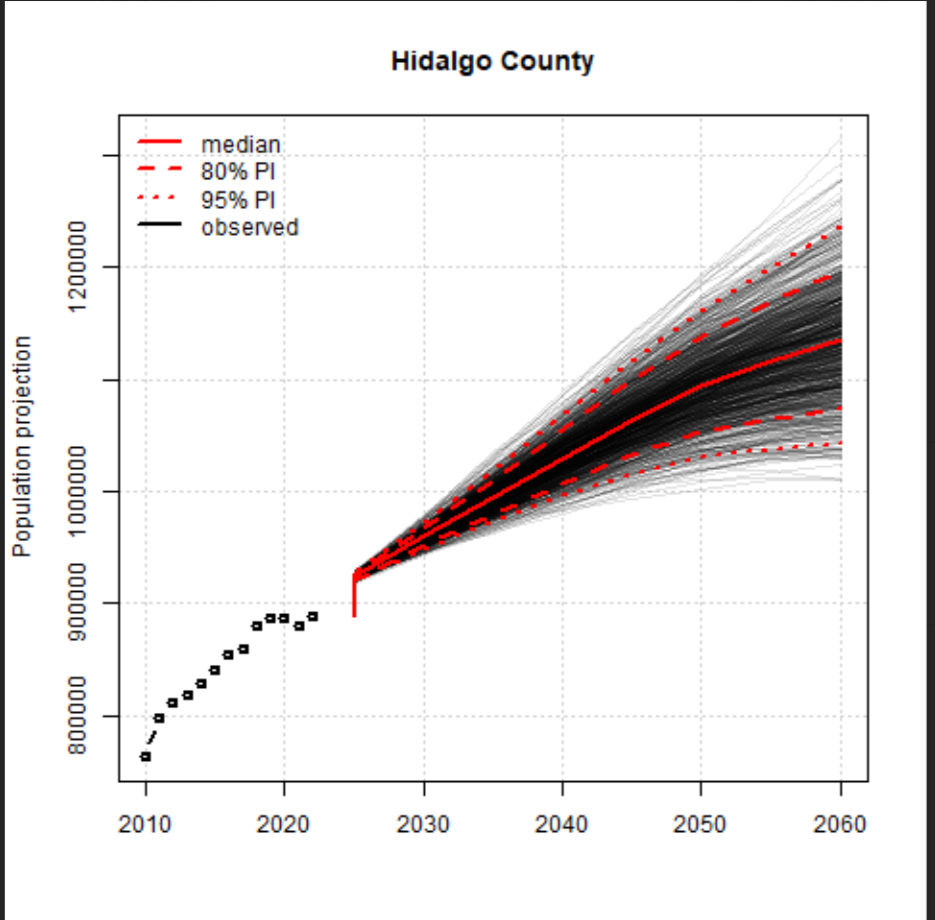 Hidalgo County
median
80% PI
95% PI
observed
Population projection
1200000
1000000
900000
800000
2010 2020 2030 2040 2050 2060